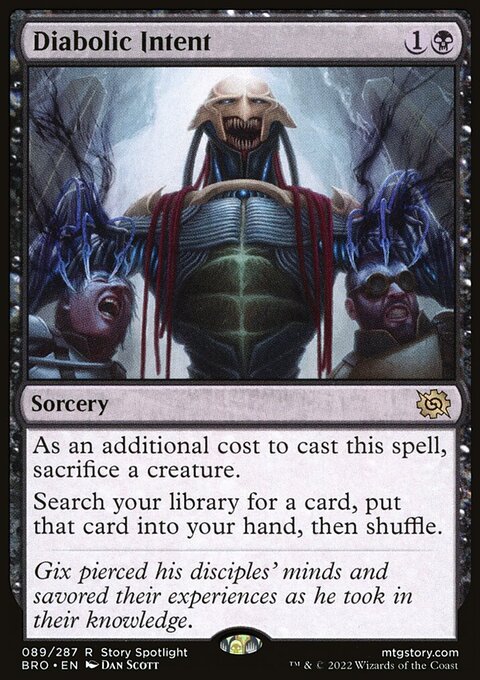 Diabolic Intent 1
Sorcery
As an additional cost to cast this spell,
sacrifice a creature.
Search your library for a card, put
that card into your hand, then shuffle.
Gix pierced his disciples’ minds and
savored their experiences as he took in
their knowledge.
089/287 R Story Spotlight mtgstory.com
BRO • EN Dan Scott ™ & © 2022 Wizards of the Coast